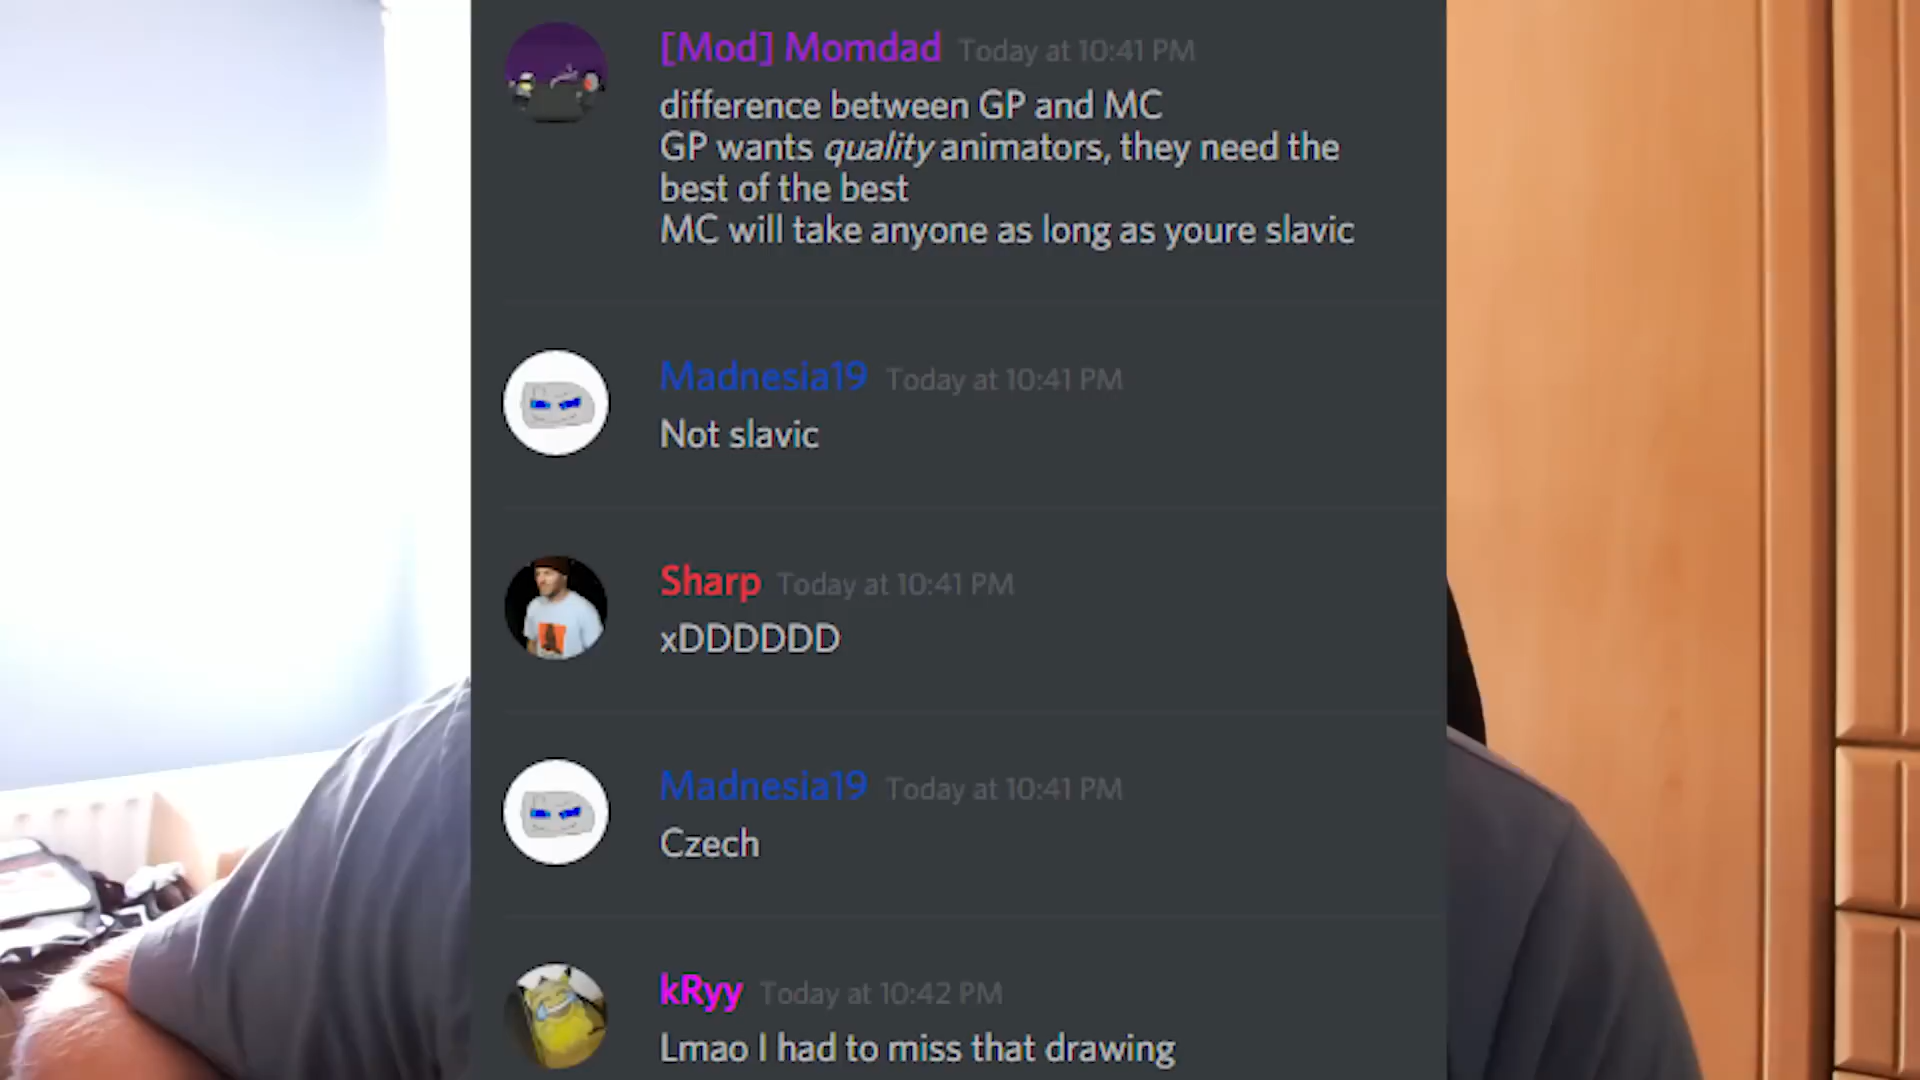 [Mod] Momdad Today at 10:41 PM
difference between GP and MC
GP wants quality animators, they need the
best of the best
MC will take anyone as long as youre slavic
Madnesia19 Today at 10:41 PM
Not slavic
Sharp Today at 10:41 PM
xDDDDDD
Madnesia19 Today at 10:41 PM
Czech
kRyy Today at 10:42 PM
Lmao I had to miss that drawing